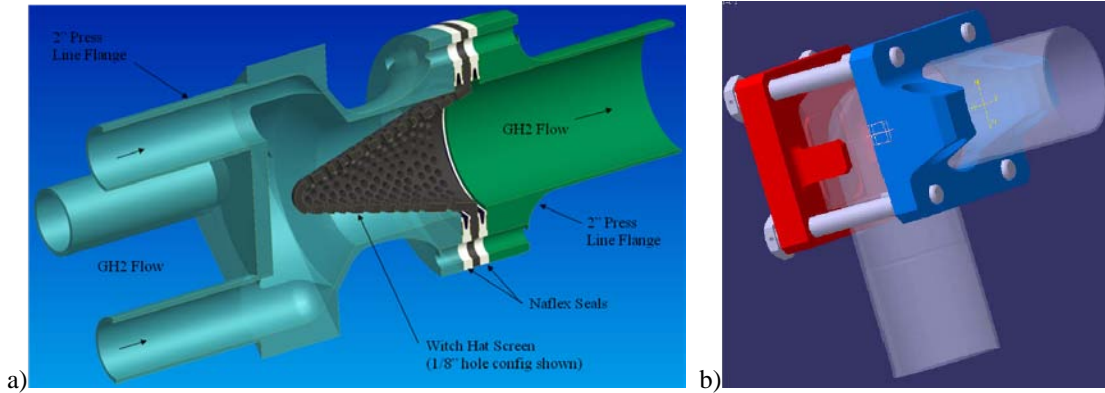 2" Press
Line Flange
GH2 Flow
2" Press
Line Flange
GH2 Flow
Naflex Seals
Witch Hat Screen
(1/8" hole config shown)
a)
b)